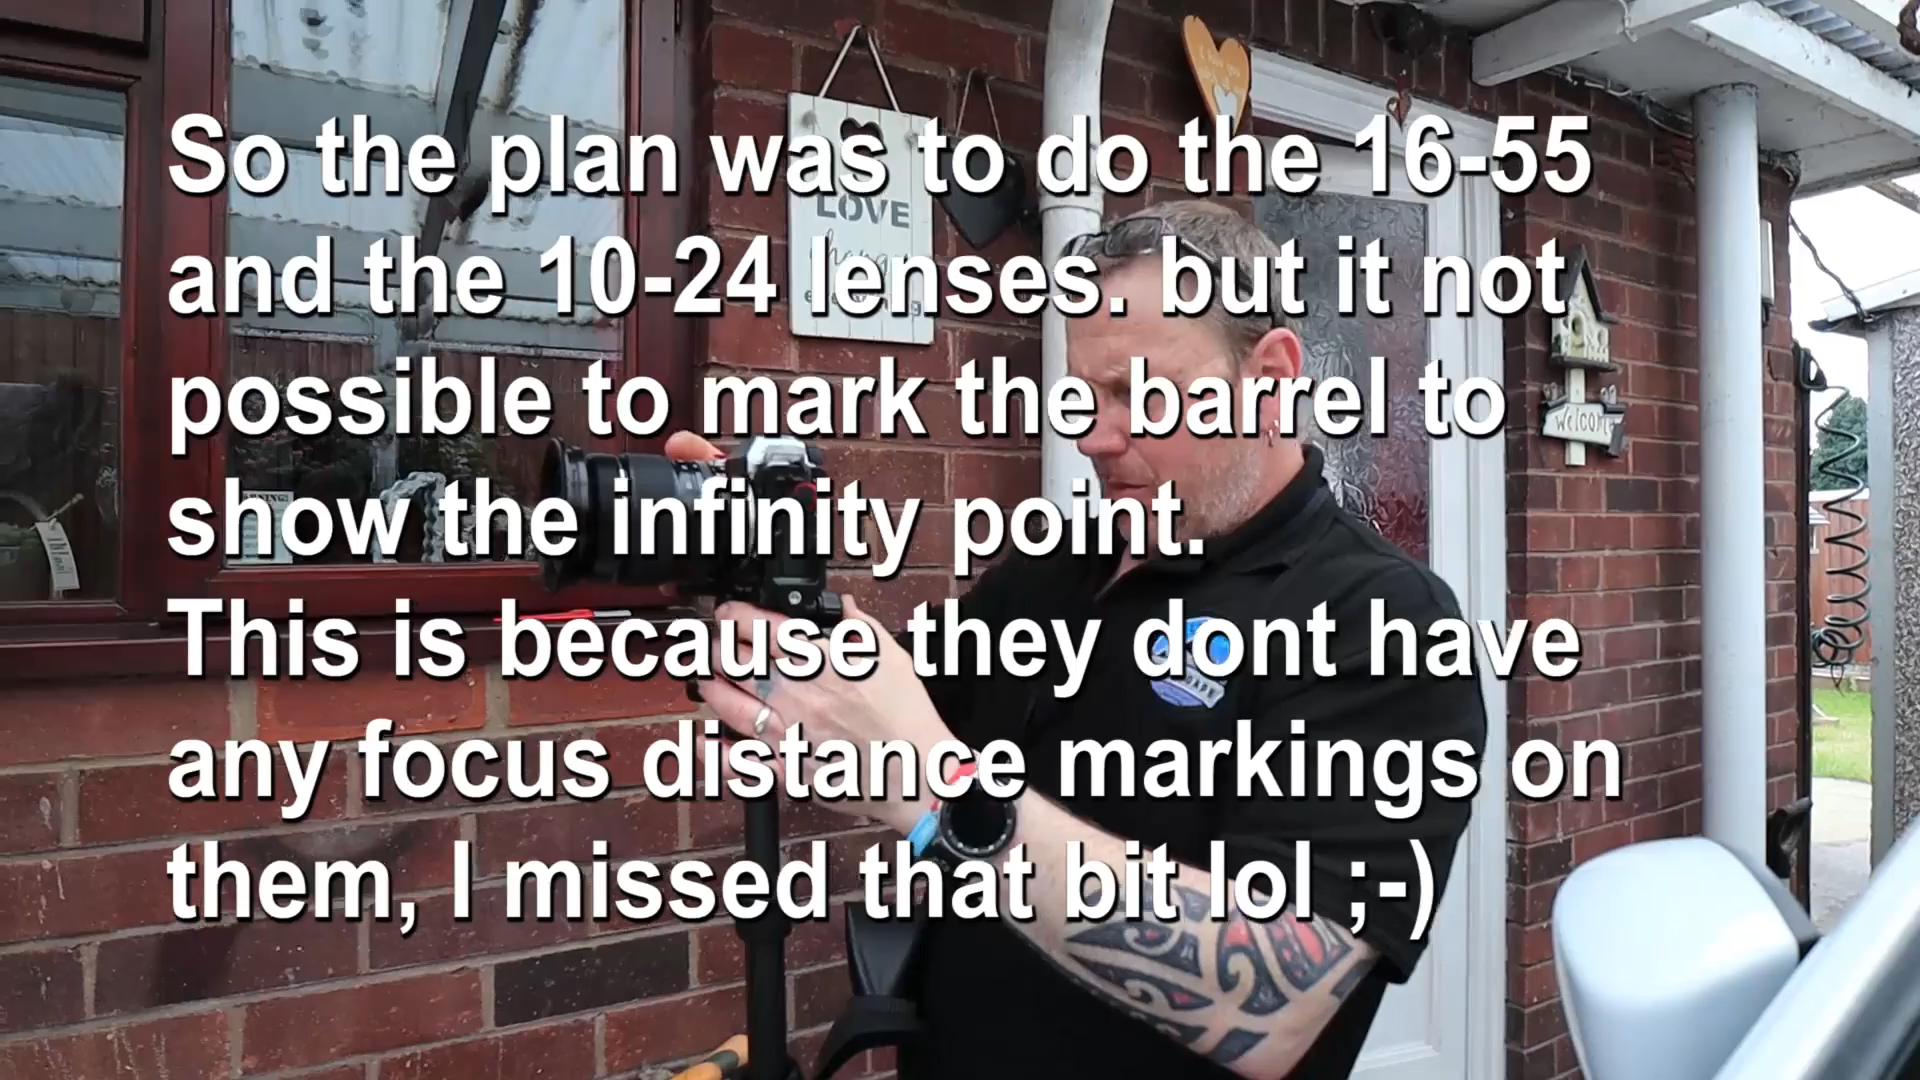 So the plan was to do the 16-55
and the 10-24 lenses. but it not
possible to mark the barrel to
show the infinity point.
This is because they dont have
any focus distance markings on
them, I missed that bit lol ;-)
LOVE
Welcome